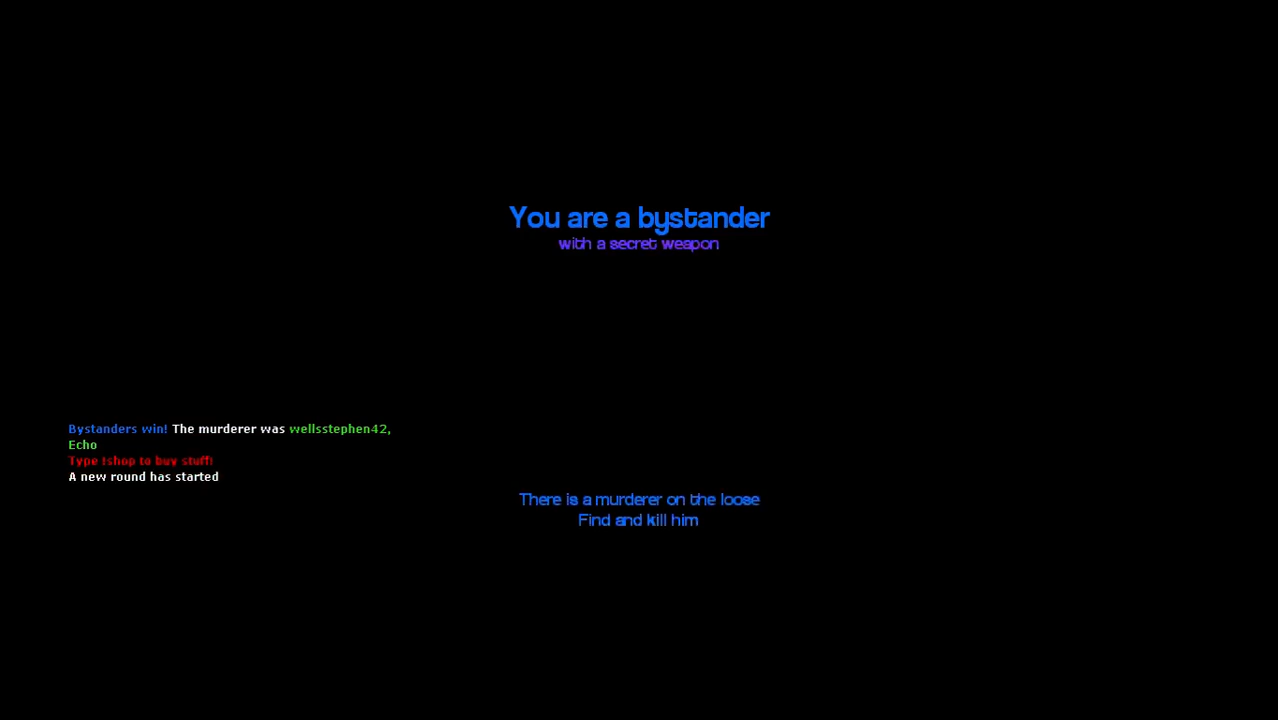 You are a bystander
with a secret weapon
Bystanders win! The murderer was wellsstephen42,
Echo
Type !shop to buy stuff!
A new round has started
There is a murderer on the loose
Find and kill him